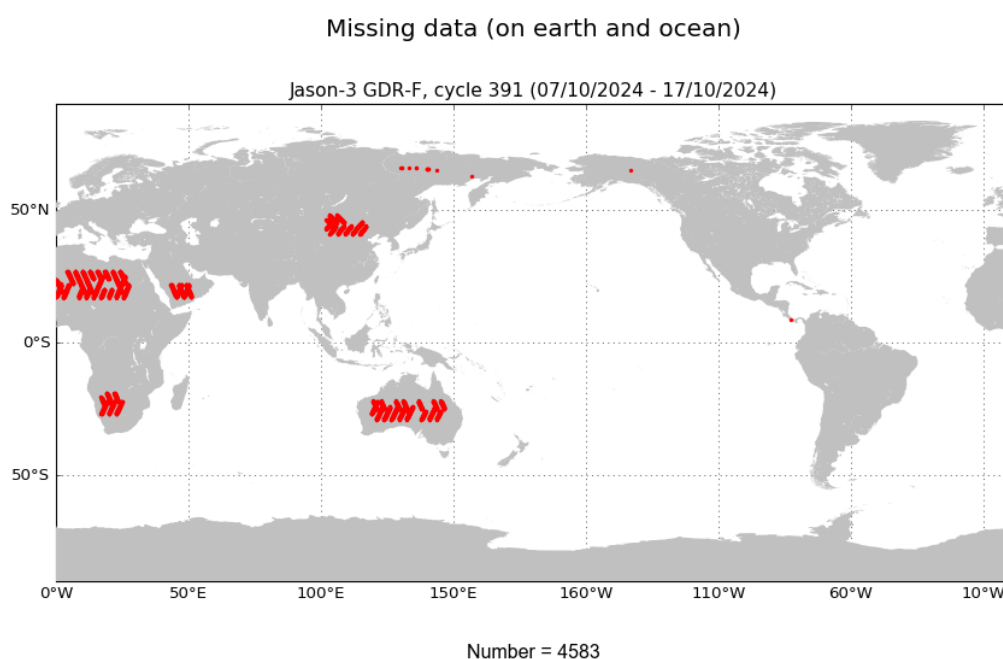 Missing data (on earth and ocean)
Jason-3 GDR-F, cycle 391 (07/10/2024 - 17/10/2024)
50°N
0°S
50°S
0°W 50°E 100°E 150°E 160°W 110°W 60°W 10°W
Number = 4583